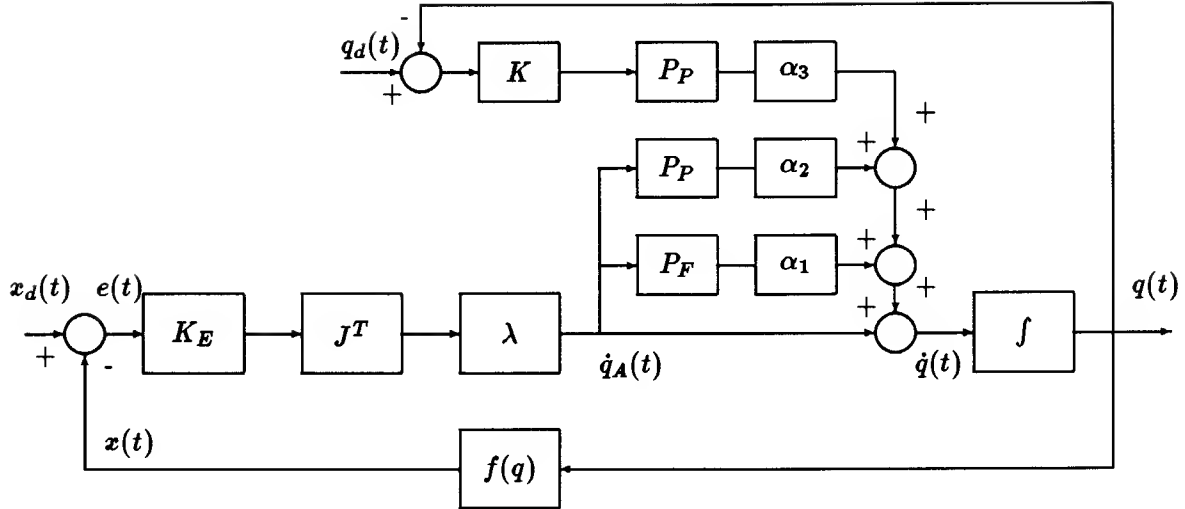 -
q_d(t)
+
K
P_P
α_3
+
P_P
α_2
+
+
P_F
α_1
+
+
x_d(t)
e(t)
+
-
K_E
J^T
λ
q̇_A(t)
+
q̇(t)
∫
q(t)
x(t)
f(q)